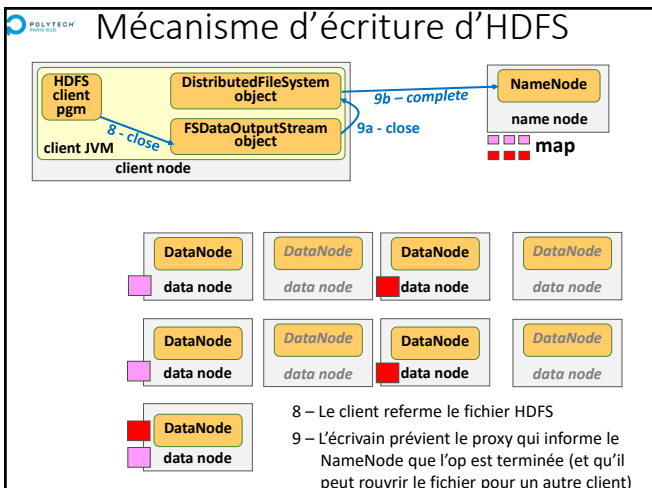 POLYTECH'
PARIS-SUD
Mécanisme d'écriture d'HDFS
HDFS
client
pgm
DistributedFileSystem
object
FSDataOutputStream
object
8 - close
9a - close
9b – complete
client JVM
client node
NameNode
name node
map
DataNode
data node
DataNode
data node
DataNode
data node
DataNode
data node
DataNode
data node
DataNode
data node
DataNode
data node
DataNode
data node
DataNode
data node
8 – Le client referme le fichier HDFS
9 – L'écrivain prévient le proxy qui informe le
NameNode que l'op est terminée (et qu'il
peut rouvrir le fichier pour un autre client)